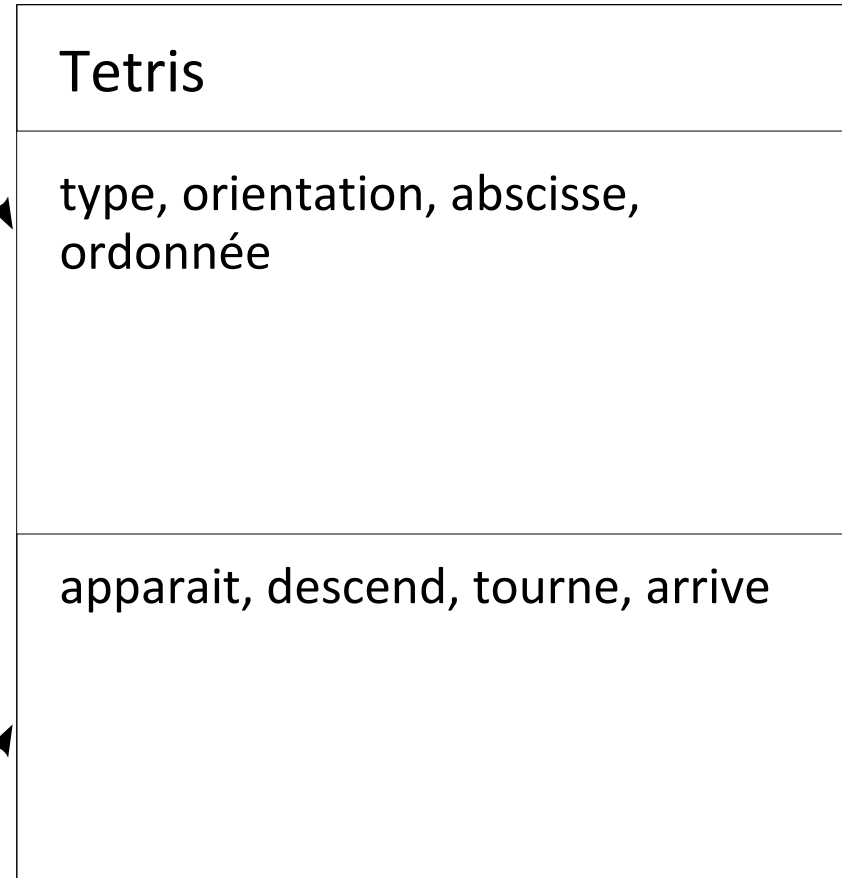 Tetris
type, orientation, abscisse,
ordonnée
apparait, descend, tourne, arrive